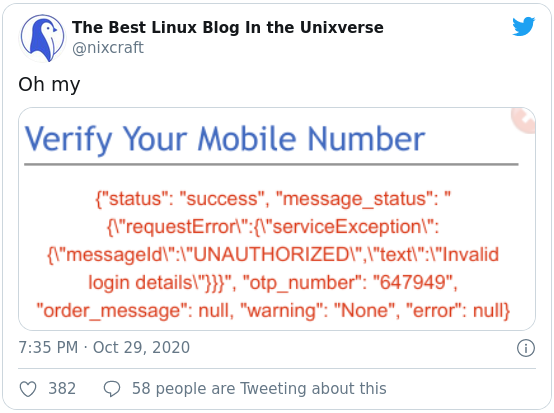 The Best Linux Blog In the Unixverse
@nixcraft
Oh my
Verify Your Mobile Number
{"status": "success", "message_status": "
{\"requestError\":{\"serviceException\":
{\"messageId\":\"UNAUTHORIZED\",\"text\":\"Invalid
login details\"}}}", "otp_number": "647949",
"order_message": null, "warning": "None", "error": null}
7:35 PM · Oct 29, 2020
382
58 people are Tweeting about this